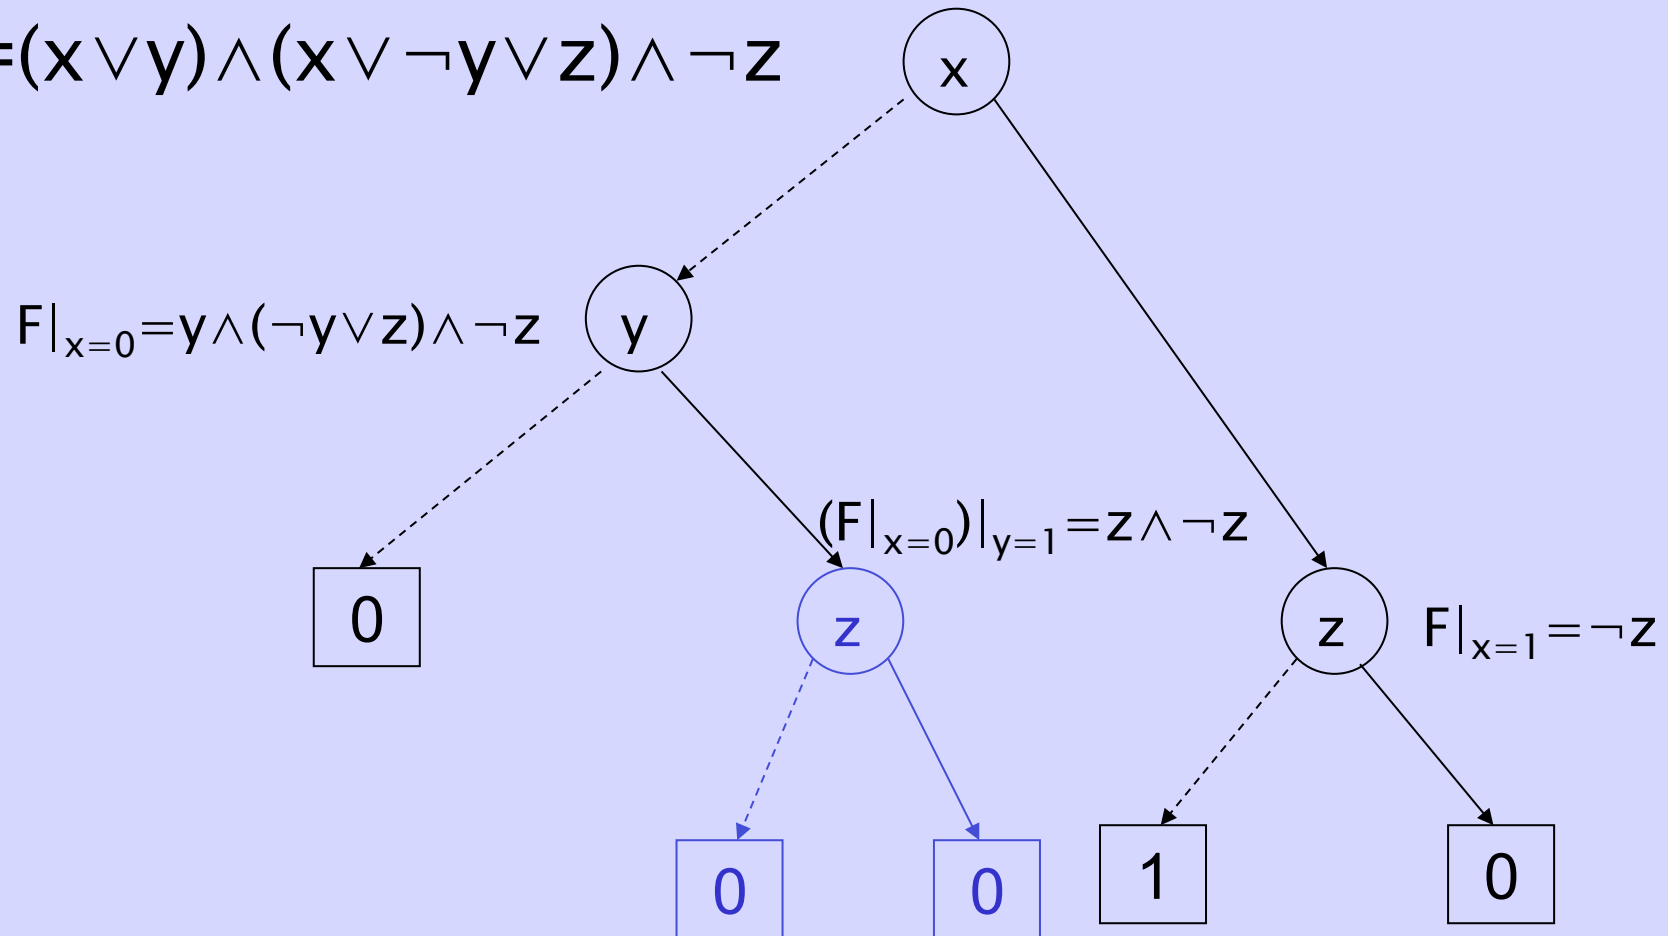 =(x∨y)∧(x∨¬y∨z)∧¬z
x
F|x=0=y∧(¬y∨z)∧¬z
y
(F|x=0)|y=1=z∧¬z
0
z
z
F|x=1=¬z
0
0
1
0